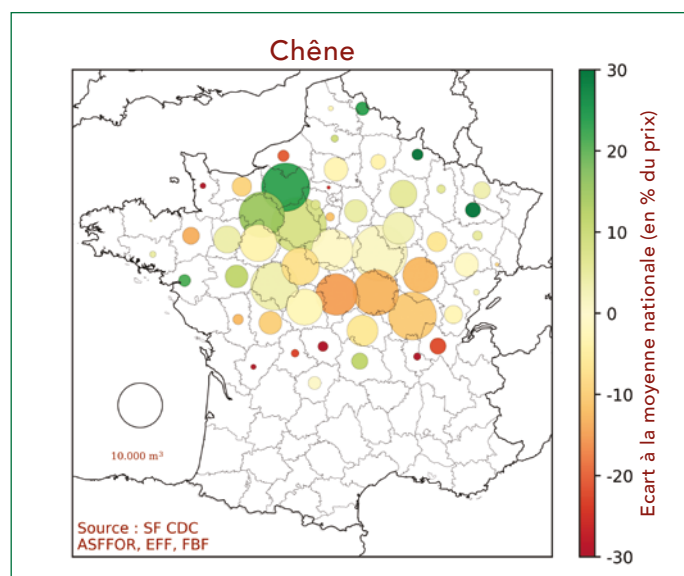 Chêne
30
20
10
0
-10
-20
-30
Ecart à la moyenne nationale (en % du prix)
10.000 m³
Source : SF CDC
ASFFOR, EFF, FBF